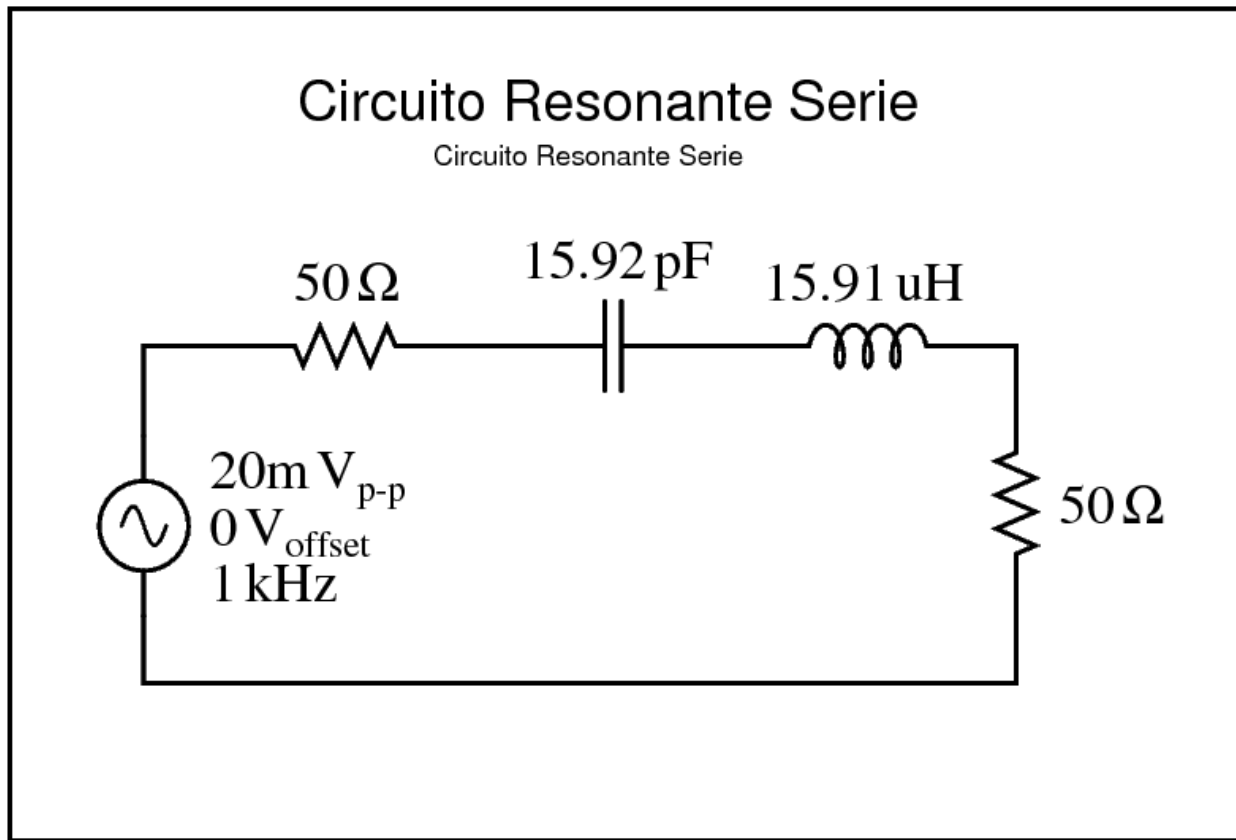 Circuito Resonante Serie
Circuito Resonante Serie
50 Ω
15.92 pF
15.91 uH
20m Vp-p
0 Voffset
1 kHz
50 Ω